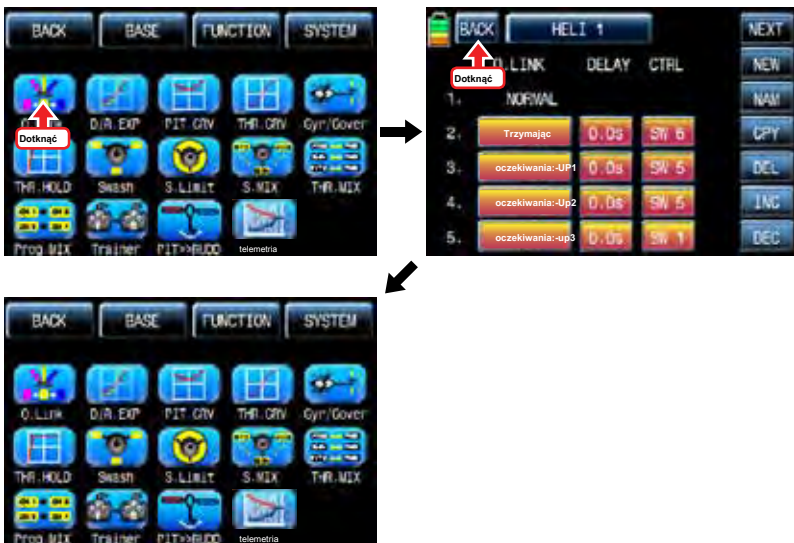 BACK BASE FUNCTION SYSTEM
Dotknąć
D/R.EXP PIT CRV THR.CRV Gyr/Gover
THR.HOLD Swash S.Limit S.MIX THR.MIX
Prog.MIX Trainer PIT>>RUDD telemetria
BACK HELI 1 NEXT
Dotknąć
.LINK DELAY CTRL NEW
1. NORMAL NAM
2. Trzymając 0.0s SW 6 CPY
3. oczekiwania:-UP1 0.0s SW 5 DEL
4. oczekiwania:-Up2 0.0s SW 5 INC
5. oczekiwania:-up3 0.0s SW 1 DEC
BACK BASE FUNCTION SYSTEM
O.Link D/R.EXP PIT CRV THR.CRV Gyr/Gover
THR.HOLD Swash S.Limit S.MIX THR.MIX
Prog.MIX Trainer PIT>>RUDD telemetria